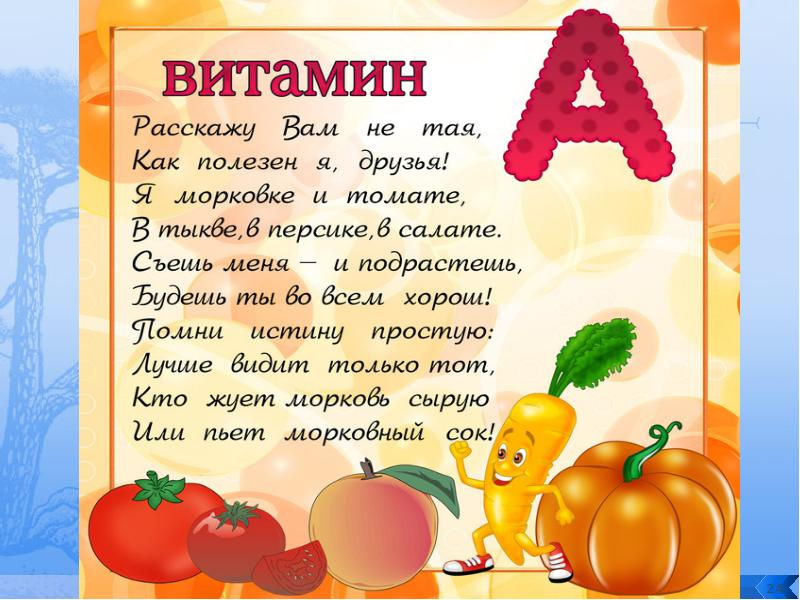 витамин А
Расскажу Вам не тая,
Как полезен я, друзья!
Я морковке и томате,
В тыкве,в персике,в салате.
Съешь меня – и подрастешь,
Будешь ты во всем хорош!
Помни истину простую:
Лучше видит только тот,
Кто жует морковь сырую
Или пьет морковный сок!